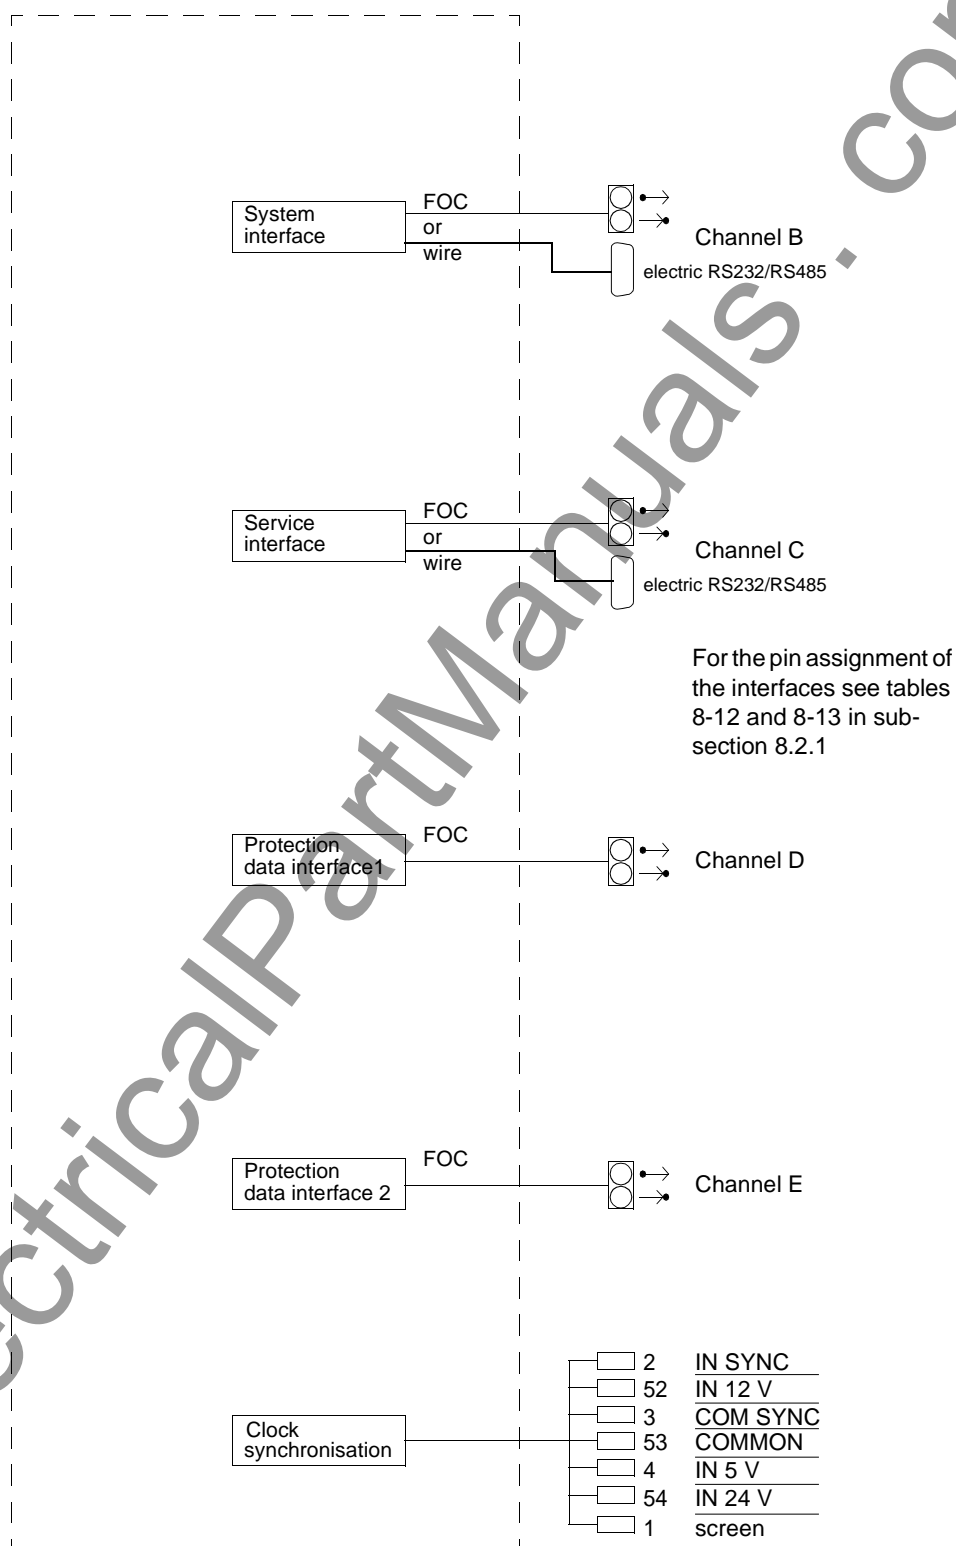 System
interface
FOC
or
wire
Channel B
electric RS232/RS485
Service
interface
FOC
or
wire
Channel C
electric RS232/RS485
For the pin assignment of
the interfaces see tables
8-12 and 8-13 in sub-
section 8.2.1
Protection
data interface1
FOC
Channel D
Protection
data interface 2
FOC
Channel E
Clock
synchronisation
2 IN SYNC
52 IN 12 V
3 COM SYNC
53 COMMON
4 IN 5 V
54 IN 24 V
1 screen
ectricalPartManuals . co